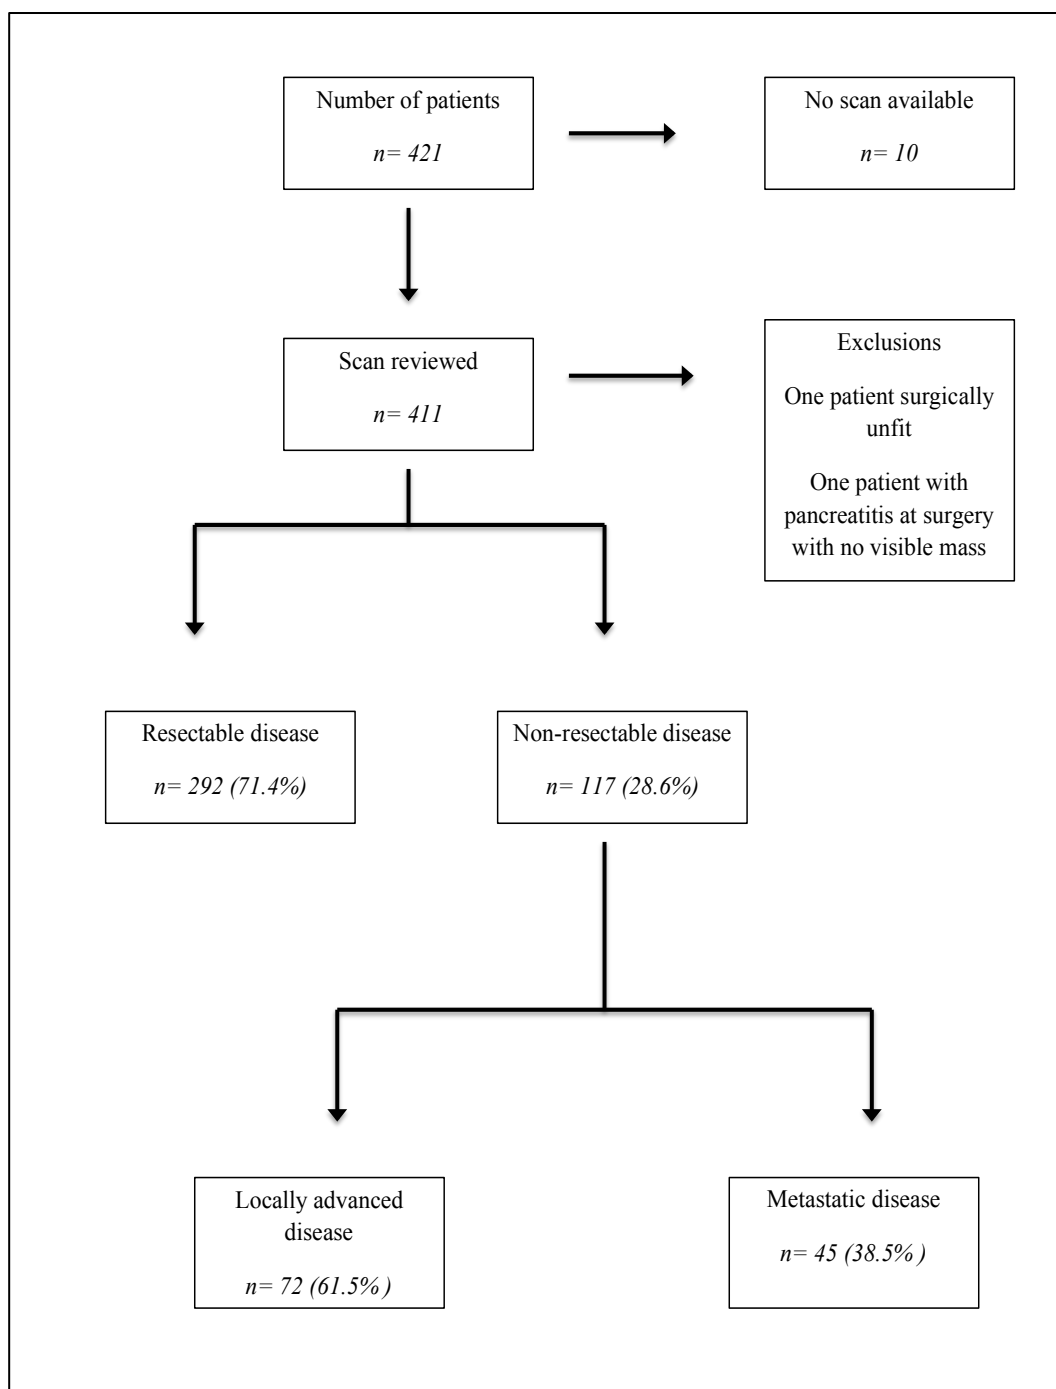 Number of patients
n= 421
No scan available
n= 10
Scan reviewed
n= 411
Exclusions
One patient surgically
unfit
One patient with
pancreatitis at surgery
with no visible mass
Resectable disease
n= 292 (71.4%)
Non-resectable disease
n= 117 (28.6%)
Locally advanced
disease
n= 72 (61.5% )
Metastatic disease
n= 45 (38.5% )